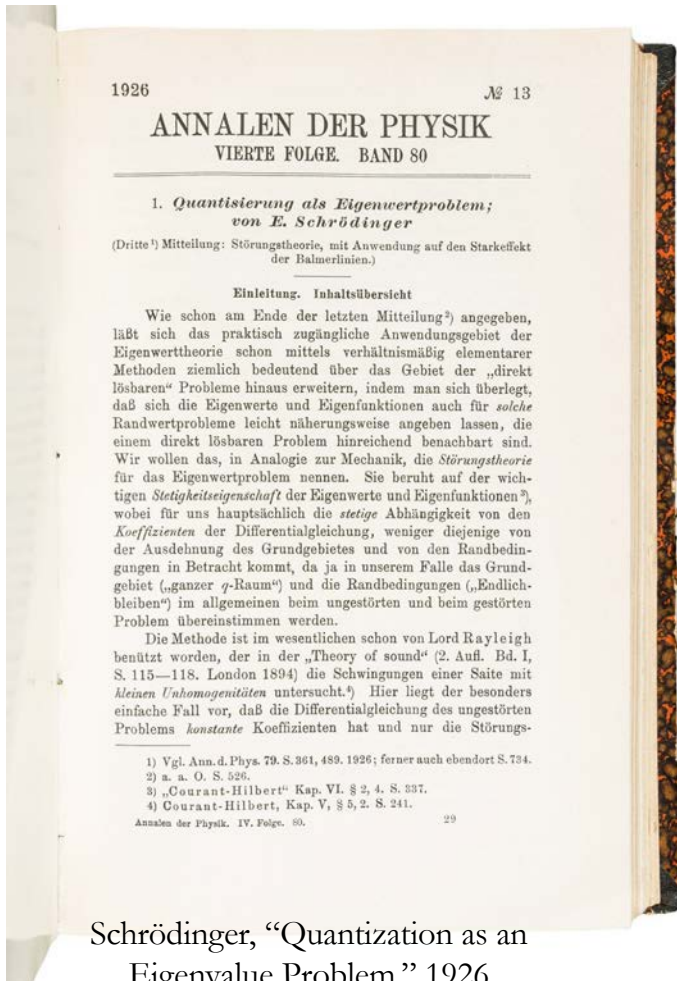 1926
№ 13
ANNALEN DER PHYSIK
VIERTE FOLGE. BAND 80
1. Quantisierung als Eigenwertproblem;
von E. Schrödinger
(Dritte ¹) Mitteilung: Störungstheorie, mit Anwendung auf den Starkeffekt
der Balmerlinien.)
Einleitung. Inhaltsübersicht
Wie schon am Ende der letzten Mitteilung ²) angegeben,
läßt sich das praktisch zugängliche Anwendungsgebiet der
Eigenwerttheorie schon mittels verhältnismäßig elementarer
Methoden ziemlich bedeutend über das Gebiet der „direkt
lösbaren“ Probleme hinaus erweitern, indem man sich überlegt,
daß sich die Eigenwerte und Eigenfunktionen auch für solche
Randwertprobleme leicht näherungsweise angeben lassen, die
einem direkt lösbaren Problem hinreichend benachbart sind.
Wir wollen das, in Analogie zur Mechanik, die Störungstheorie
für das Eigenwertproblem nennen. Sie beruht auf der wich-
tigen Stetigkeitseigenschaft der Eigenwerte und Eigenfunktionen ³),
wobei für uns hauptsächlich die stetige Abhängigkeit von den
Koeffizienten der Differentialgleichung, weniger diejenige von
der Ausdehnung des Grundgebietes und von den Randbedin-
gungen in Betracht kommt, da ja in unserem Falle das Grund-
gebiet („ganzer q-Raum“) und die Randbedingungen („Endlich-
bleiben“) im allgemeinen beim ungestörten und beim gestörten
Problem übereinstimmen werden.
Die Methode ist im wesentlichen schon von Lord Rayleigh
benützt worden, der in der „Theory of sound“ (2. Aufl. Bd. I,
S. 115—118. London 1894) die Schwingungen einer Saite mit
kleinen Unhomogenitäten untersucht.⁴) Hier liegt der besonders
einfache Fall vor, daß die Differentialgleichung des ungestörten
Problems konstante Koeffizienten hat und nur die Störungs-
1) Vgl. Ann. d. Phys. 79. S. 361, 489. 1926; ferner auch ebendort S. 734.
2) a. a. O. S. 526.
3) „Courant-Hilbert“ Kap. VI. § 2, 4. S. 337.
4) Courant-Hilbert, Kap. V, § 5, 2. S. 241.
Annalen der Physik. IV. Folge. 80.
29
Schrödinger, “Quantization as an
Eigenvalue Problem,” 1926